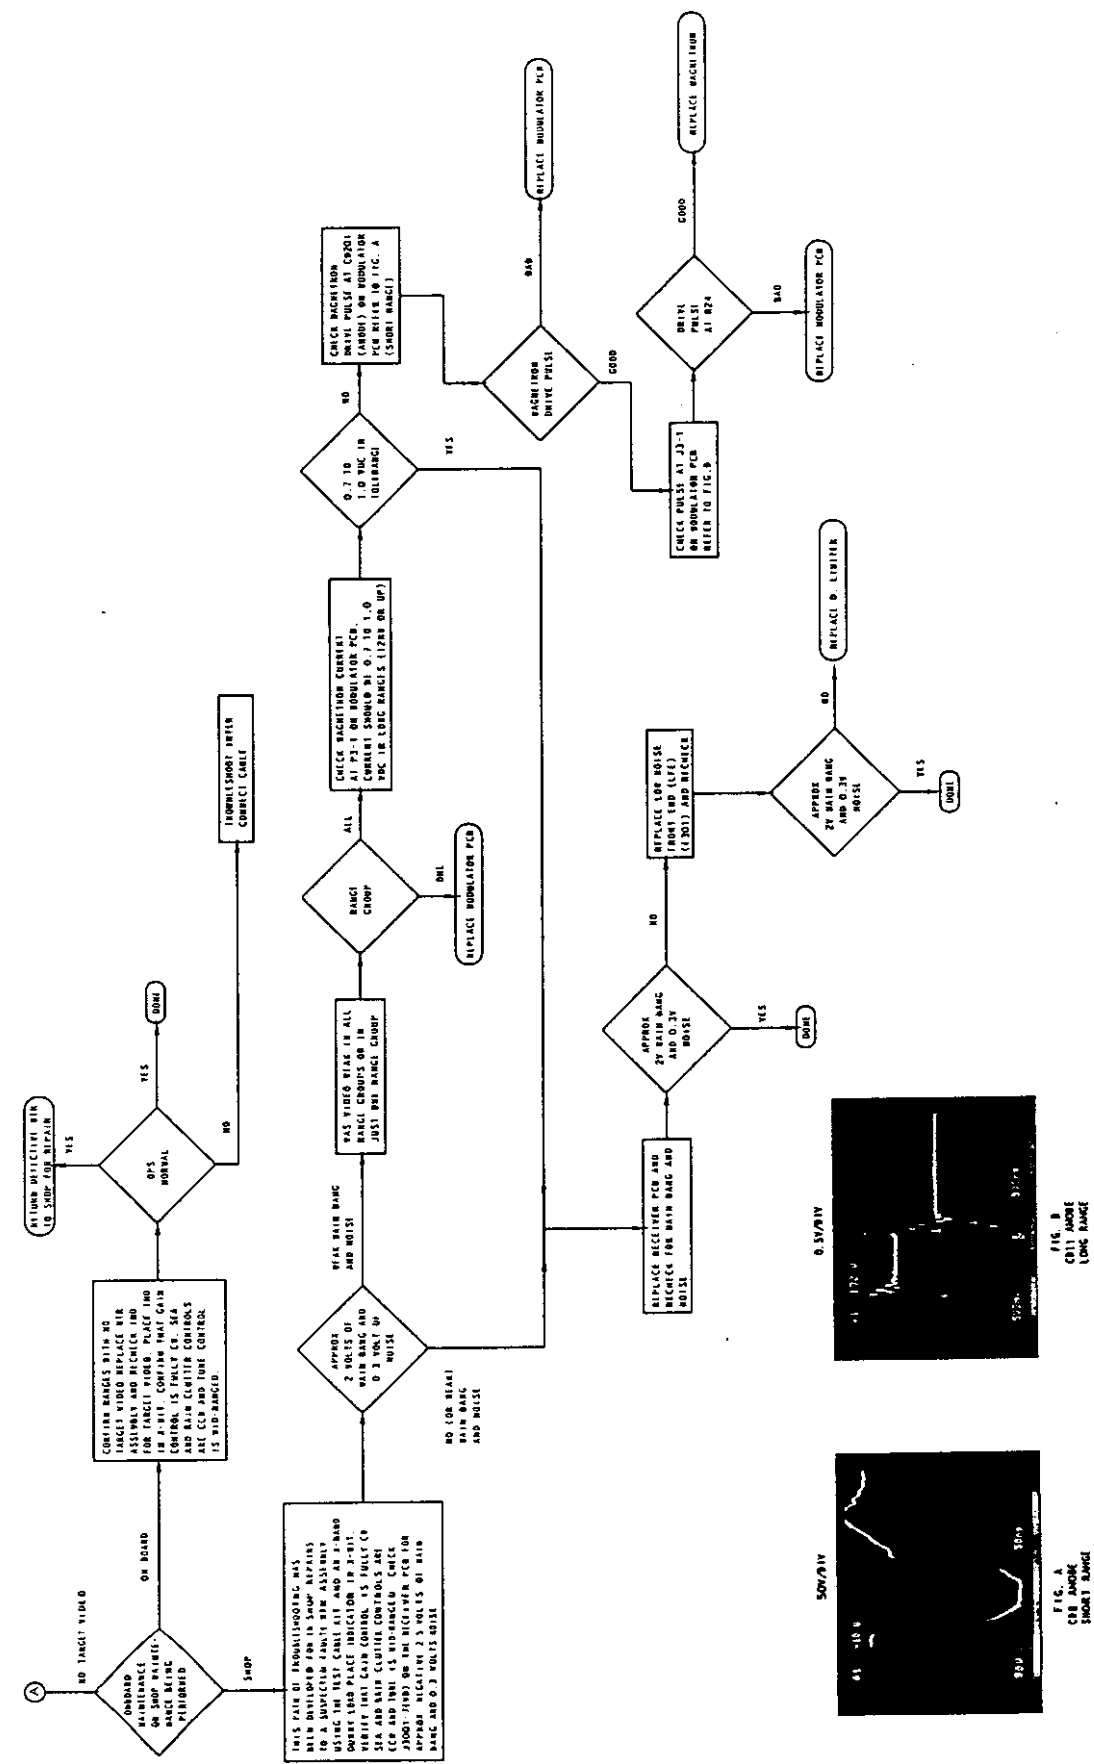 A
NO TARGET VIDEO
ONBOARD
MAINTENANCE
OR SHOP MAINTE-
NANCE BEING
PERFORMED
ON BOARD
SHOP
CONFIRM RANGES WITH NO
TARGET VIDEO REPLACE MTR
ASSEMBLY AND RECHECK IND
FOR TARGET VIDEO. PLACE IND
IN X-MIT. CONFIRM THAT GAIN
CONTROL IS FULLY CW. SEA
AND RAIN CLUTTER CONTROLS
ARE CCW AND TUNE CONTROL
IS MID-RANGED.
OPS
NORMAL
YES
RETURN DEFECTIVE MTR
TO SHOP FOR REPAIR
YES
DONE
NO
TROUBLESHOOT INTER
CONNECT CABLE
THIS PATH OF TROUBLESHOOTING HAS
BEEN DEVELOPED FOR IN SHOP REPAIRS
TO A SUSPECTED FAULTY MTR ASSEMBLY
USING THE TEST CABLE KIT AND AN X-BAND
DUMMY LOAD PLACE INDICATOR IN X-MIT.
VERIFY THAT GAIN CONTROL IS FULLY CW
SEA AND RAIN CLUTTER CONTROLS ARE
CCW AND TUNE IS MID-RANGED. CHECK
ON THE RECEIVER PCB FOR
APPROX NEGATIVE 2.5 VOLTS OF MAIN
BANG AND 0.3 VOLTS NOISE
APPROX
2 VOLTS OF
MAIN BANG AND
0.3 VOLT OF
NOISE
WEAK MAIN BANG
AND NOISE
NO (OR WEAK)
MAIN BANG
AND NOISE
WAS VIDEO WEAK IN ALL
RANGE GROUPS OR IN
JUST ONE RANGE GROUP
RANGE
GROUP
ALL
ONE
REPLACE MODULATOR PCB
CHECK MAGNETRON CURRENT
AT P3-1 ON MODULATOR PCB.
CURRENT SHOULD BE 0.7 TO 1.0
VDC IN LONG RANGES (12NM OR UP)
0.7 TO
1.0 VDC IN
TOLERANCE
NO
YES
CHECK MAGNETRON
DRIVE PULSE AT
(ANODE) ON MODULATOR
PCB REFER TO FIG. A
(SHORT RANGE)
MAGNETRON
DRIVE PULSE
BAD
REPLACE MODULATOR PCB
GOOD
CHECK PULSE AT J3-1
ON MODULATOR PCB
REFER TO FIG.B
DRIVE
PULSE
AT R24
GOOD
REPLACE MAGNETRON
BAD
REPLACE MODULATOR PCB
REPLACE RECEIVER PCB AND
RECHECK FOR MAIN BANG AND
NOISE
APPROX
2V MAIN BANG
AND 0.3V
NOISE
YES
DONE
NO
REPLACE LOW NOISE
FRONT END (LFE)
(E301) AND RECHECK
APPROX
2V MAIN BANG
AND 0.3V
NOISE
NO
REPLACE D. LIMITER
YES
DONE
50V/DIV
50ns
FIG. A
CR8 ANODE
SHORT RANGE
0.5V/DIV
FIG. B
CR11 ANODE
LONG RANGE